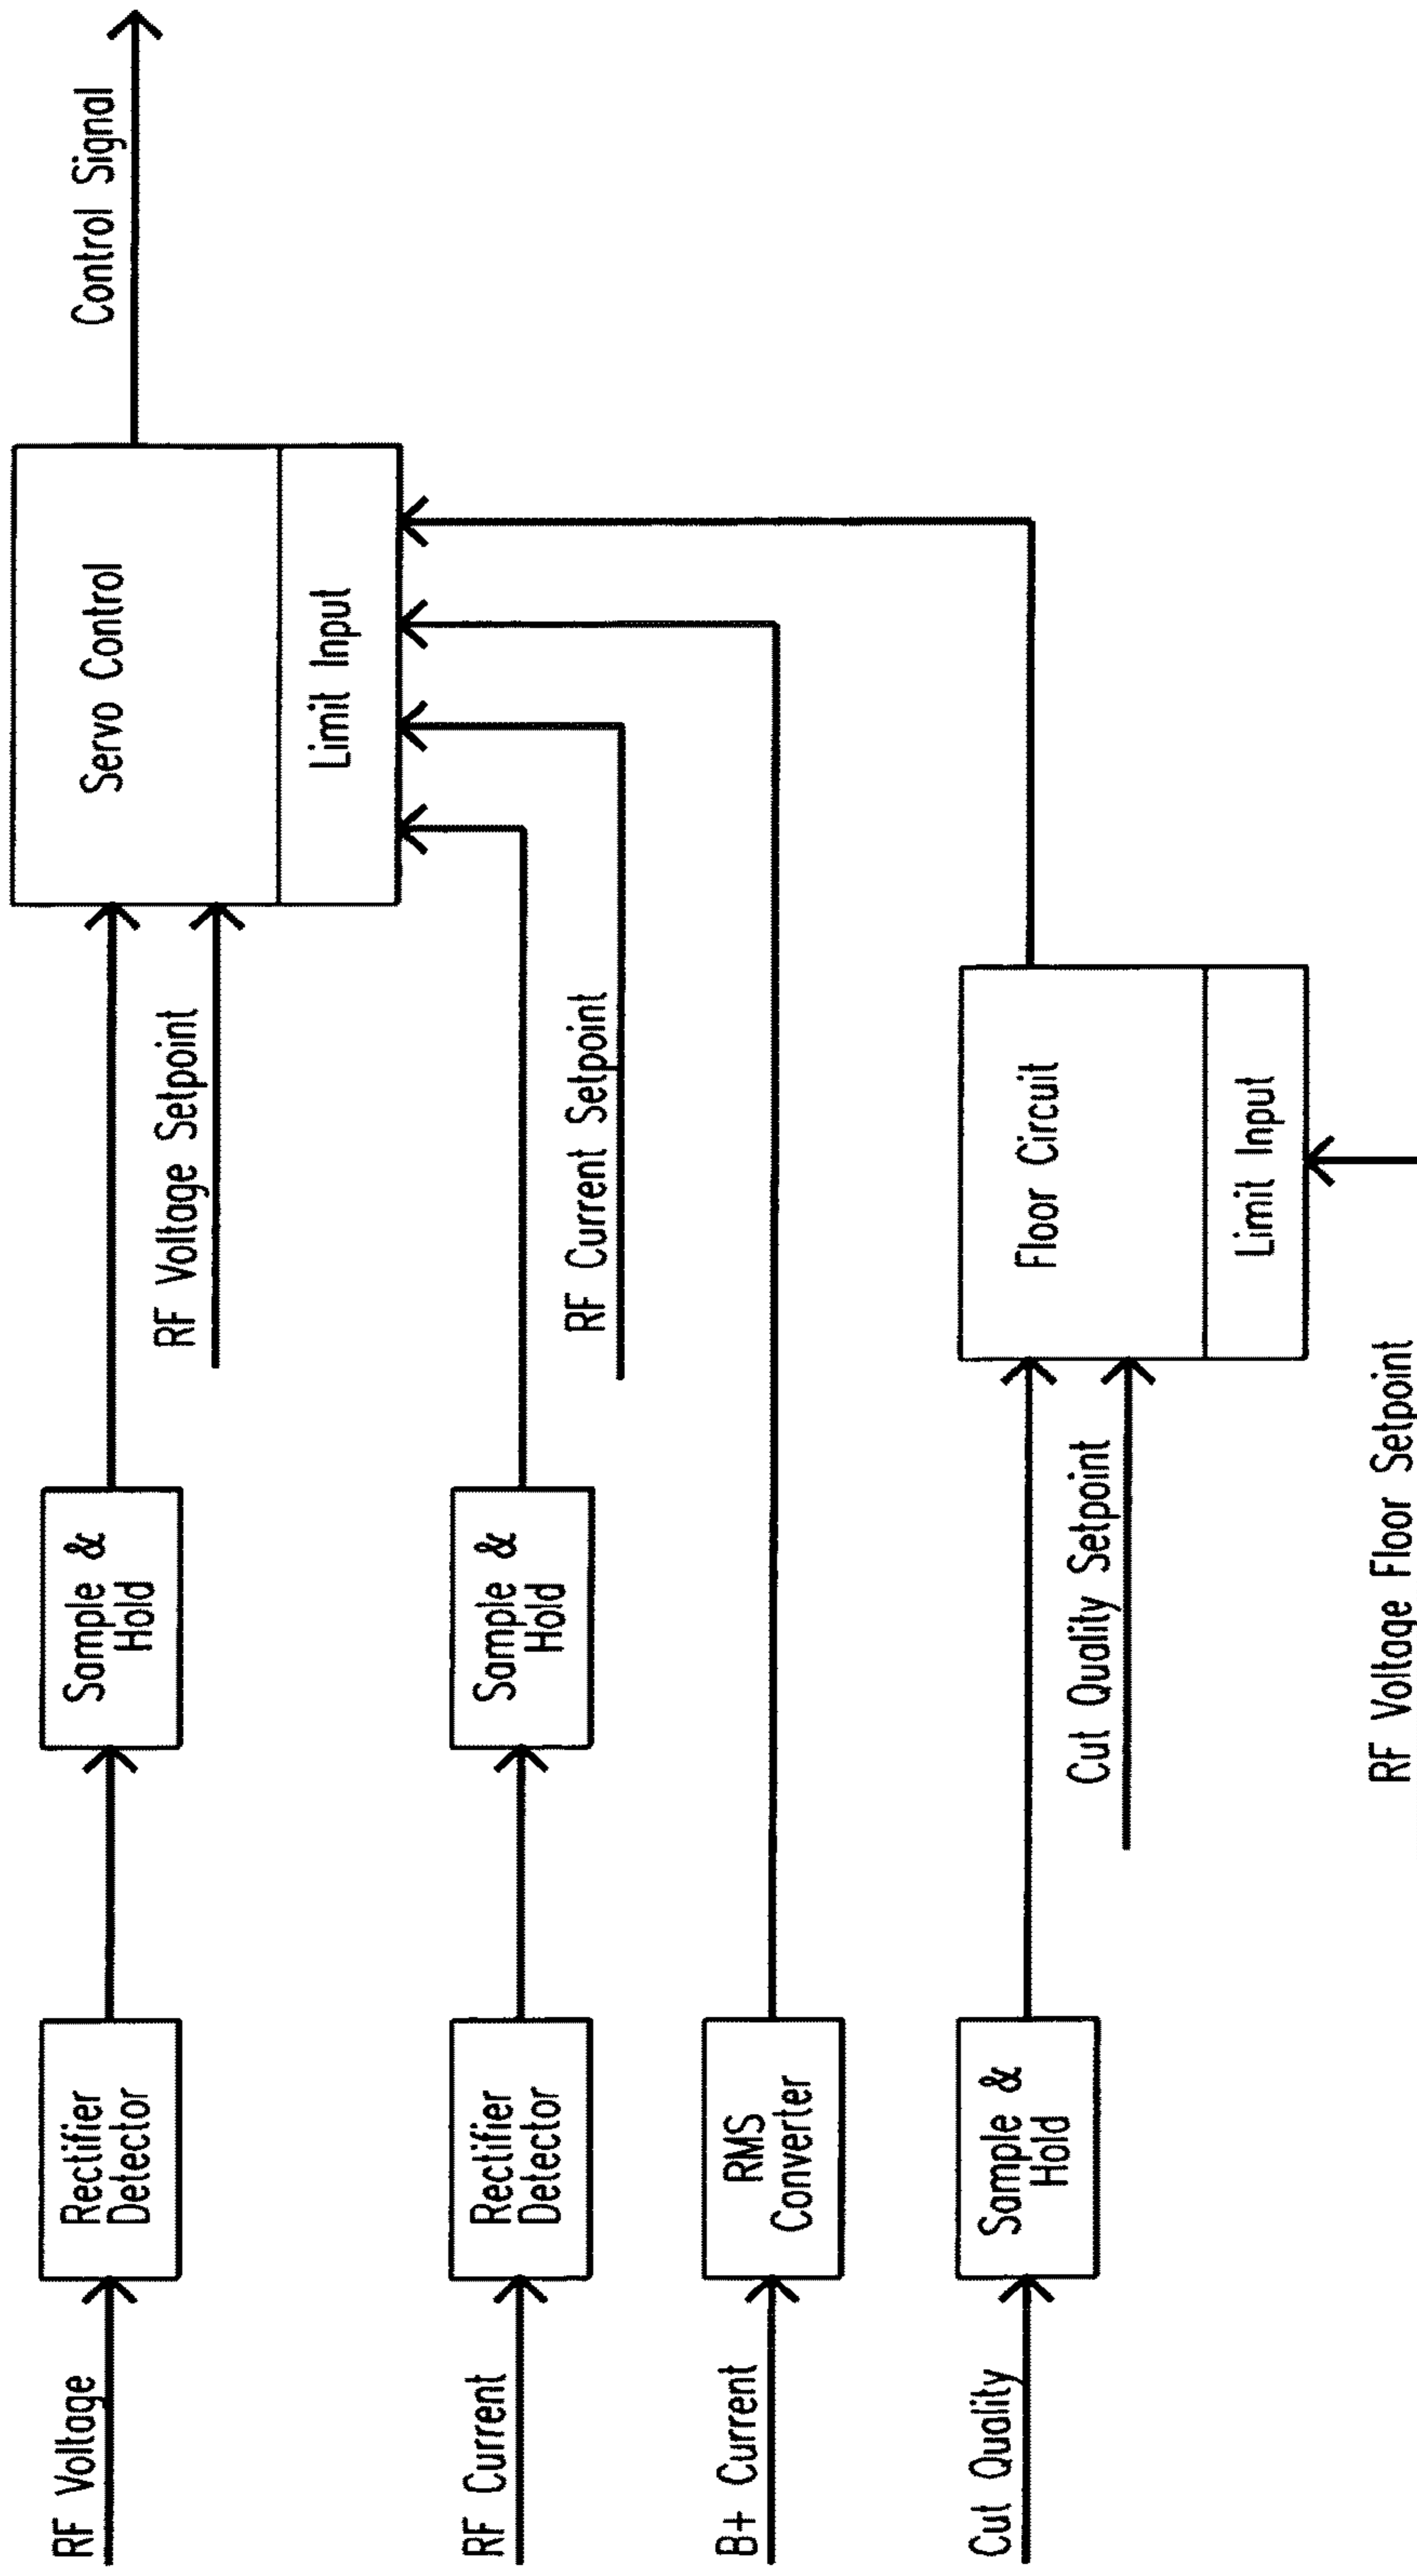 RF Voltage
Rectifier
Detector
Sample &
Hold
RF Voltage Setpoint
Servo Control
Limit Input
Control Signal
RF Current
Rectifier
Detector
Sample &
Hold
RF Current Setpoint
B+ Current
RMS
Converter
Cut Quality
Sample &
Hold
Cut Quality Setpoint
Floor Circuit
Limit Input
RF Voltage Floor Setpoint